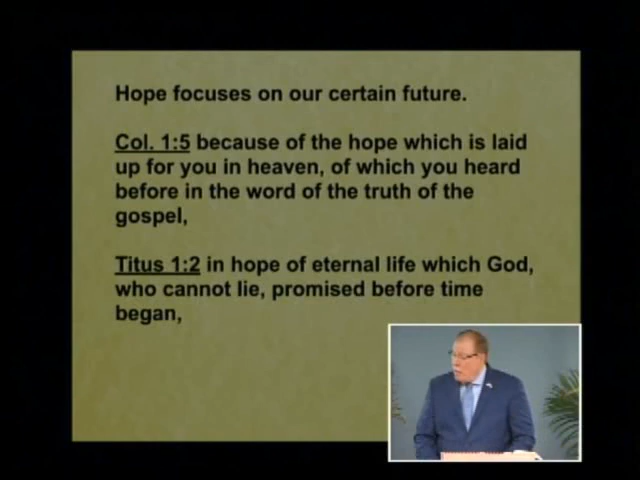 Hope focuses on our certain future.
Col. 1:5 because of the hope which is laid
up for you in heaven, of which you heard
before in the word of the truth of the
gospel,
Titus 1:2 in hope of eternal life which God,
who cannot lie, promised before time
began,